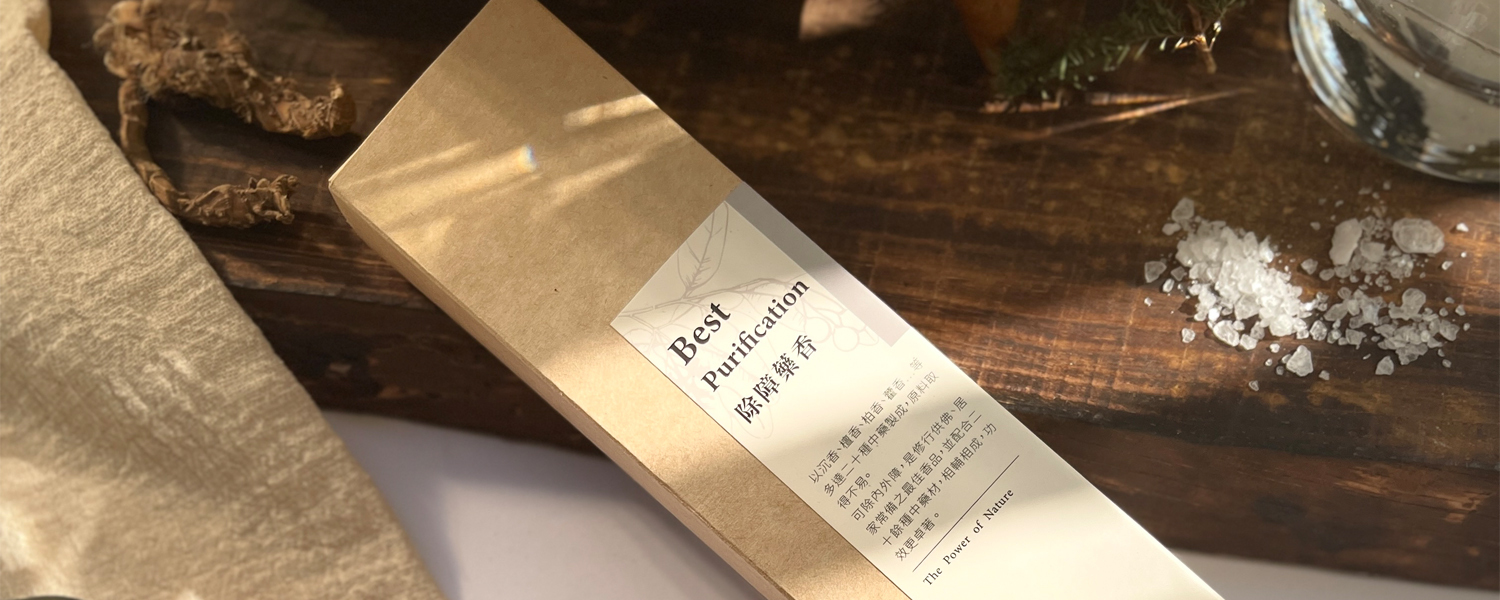 Best
Purification
除障藥香
以沉香、檀香、柏香、藿香...等
多達二十種中藥製成，原料取
得不易。
可除內外障，是修行供佛、居
家常備之最佳香品，並配合二
十餘種中藥材，相輔相成，功
效更卓著。
The Power of Nature